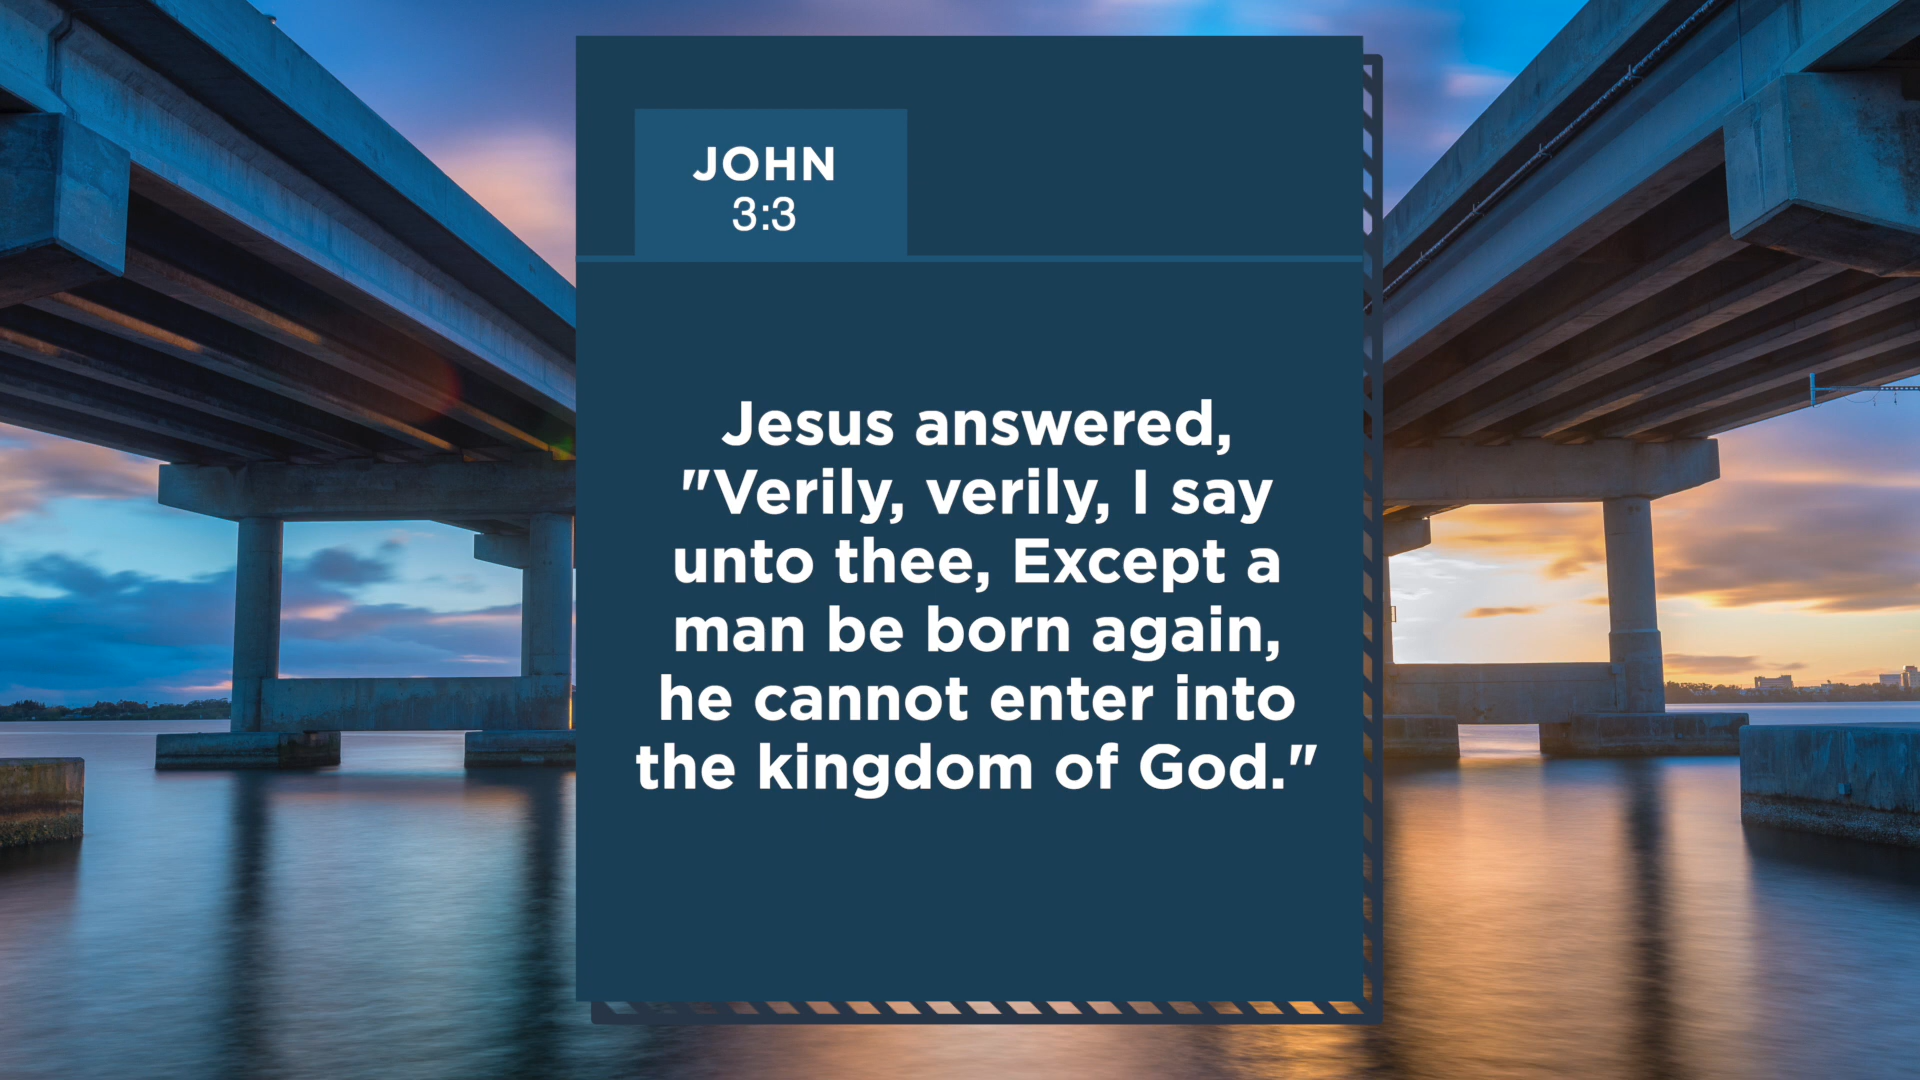 JOHN
3:3
Jesus answered,
"Verily, verily, I say
unto thee, Except a
man be born again,
he cannot enter into
the kingdom of God."